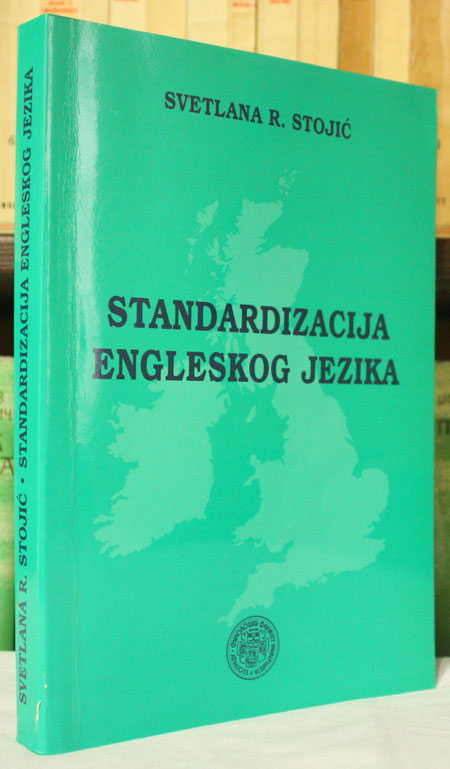 SVETLANA R. STOJIĆ
STANDARDIZACIJA
ENGLESKOG JEZIKA
SVETLANA R. STOJIĆ • STANDARDIZACIJA ENGLESKOG JEZIKA